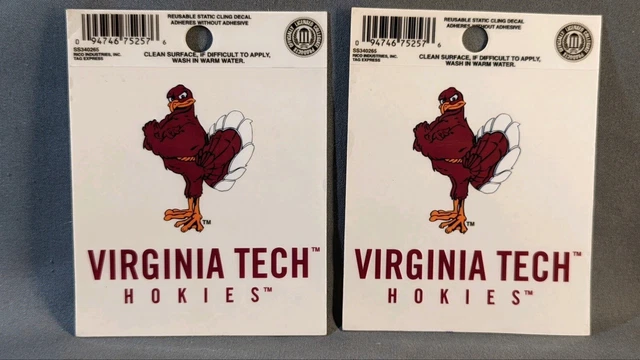 REUSABLE STATIC CLING DECAL
ADHERES WITHOUT ADHESIVE
0 94746 75257 6
SS340265
RICO INDUSTRIES, INC.
TAG EXPRESS
CLEAN SURFACE, IF DIFFICULT TO APPLY,
WASH IN WARM WATER.
TM
VIRGINIA TECH™
HOKIES™
REUSABLE STATIC CLING DECAL
ADHERES WITHOUT ADHESIVE
0 94746 75257 6
SS340265
RICO INDUSTRIES, INC.
TAG EXPRESS
CLEAN SURFACE, IF DIFFICULT TO APPLY,
WASH IN WARM WATER.
TM
VIRGINIA TECH™
HOKIES™